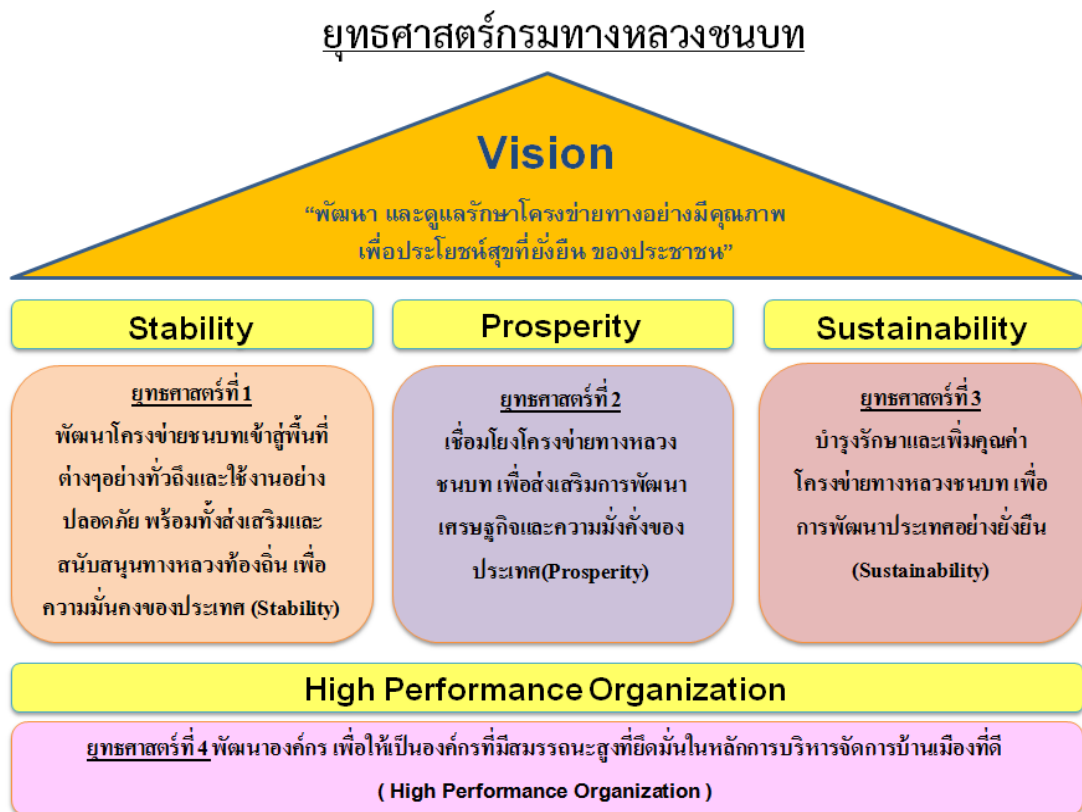 ยุทธศาสตร์กรมทางหลวงชนบท
Vision
“พัฒนา และดูแลรักษาโครงข่ายทางอย่างมีคุณภาพ
เพื่อประโยชน์สุขที่ยั่งยืน ของประชาชน”
Stability
ยุทธศาสตร์ที่ 1
พัฒนาโครงข่ายชนบทเข้าสู่พื้นที่
ต่างๆอย่างทั่วถึงและใช้งานอย่าง
ปลอดภัย พร้อมทั้งส่งเสริมและ
สนับสนุนทางหลวงท้องถิ่น เพื่อ
ความมั่นคงของประเทศ (Stability)
Prosperity
ยุทธศาสตร์ที่ 2
เชื่อมโยงโครงข่ายทางหลวง
ชนบท เพื่อส่งเสริมการพัฒนา
เศรษฐกิจและความมั่งคั่งของ
ประเทศ(Prosperity)
Sustainability
ยุทธศาสตร์ที่ 3
บำรุงรักษาและเพิ่มคุณค่า
โครงข่ายทางหลวงชนบท เพื่อ
การพัฒนาประเทศอย่างยั่งยืน
(Sustainability)
High Performance Organization
ยุทธศาสตร์ที่ 4 พัฒนาองค์กร เพื่อให้เป็นองค์กรที่มีสมรรถนะสูงที่ยึดมั่นในหลักการบริหารจัดการบ้านเมืองที่ดี
( High Performance Organization )